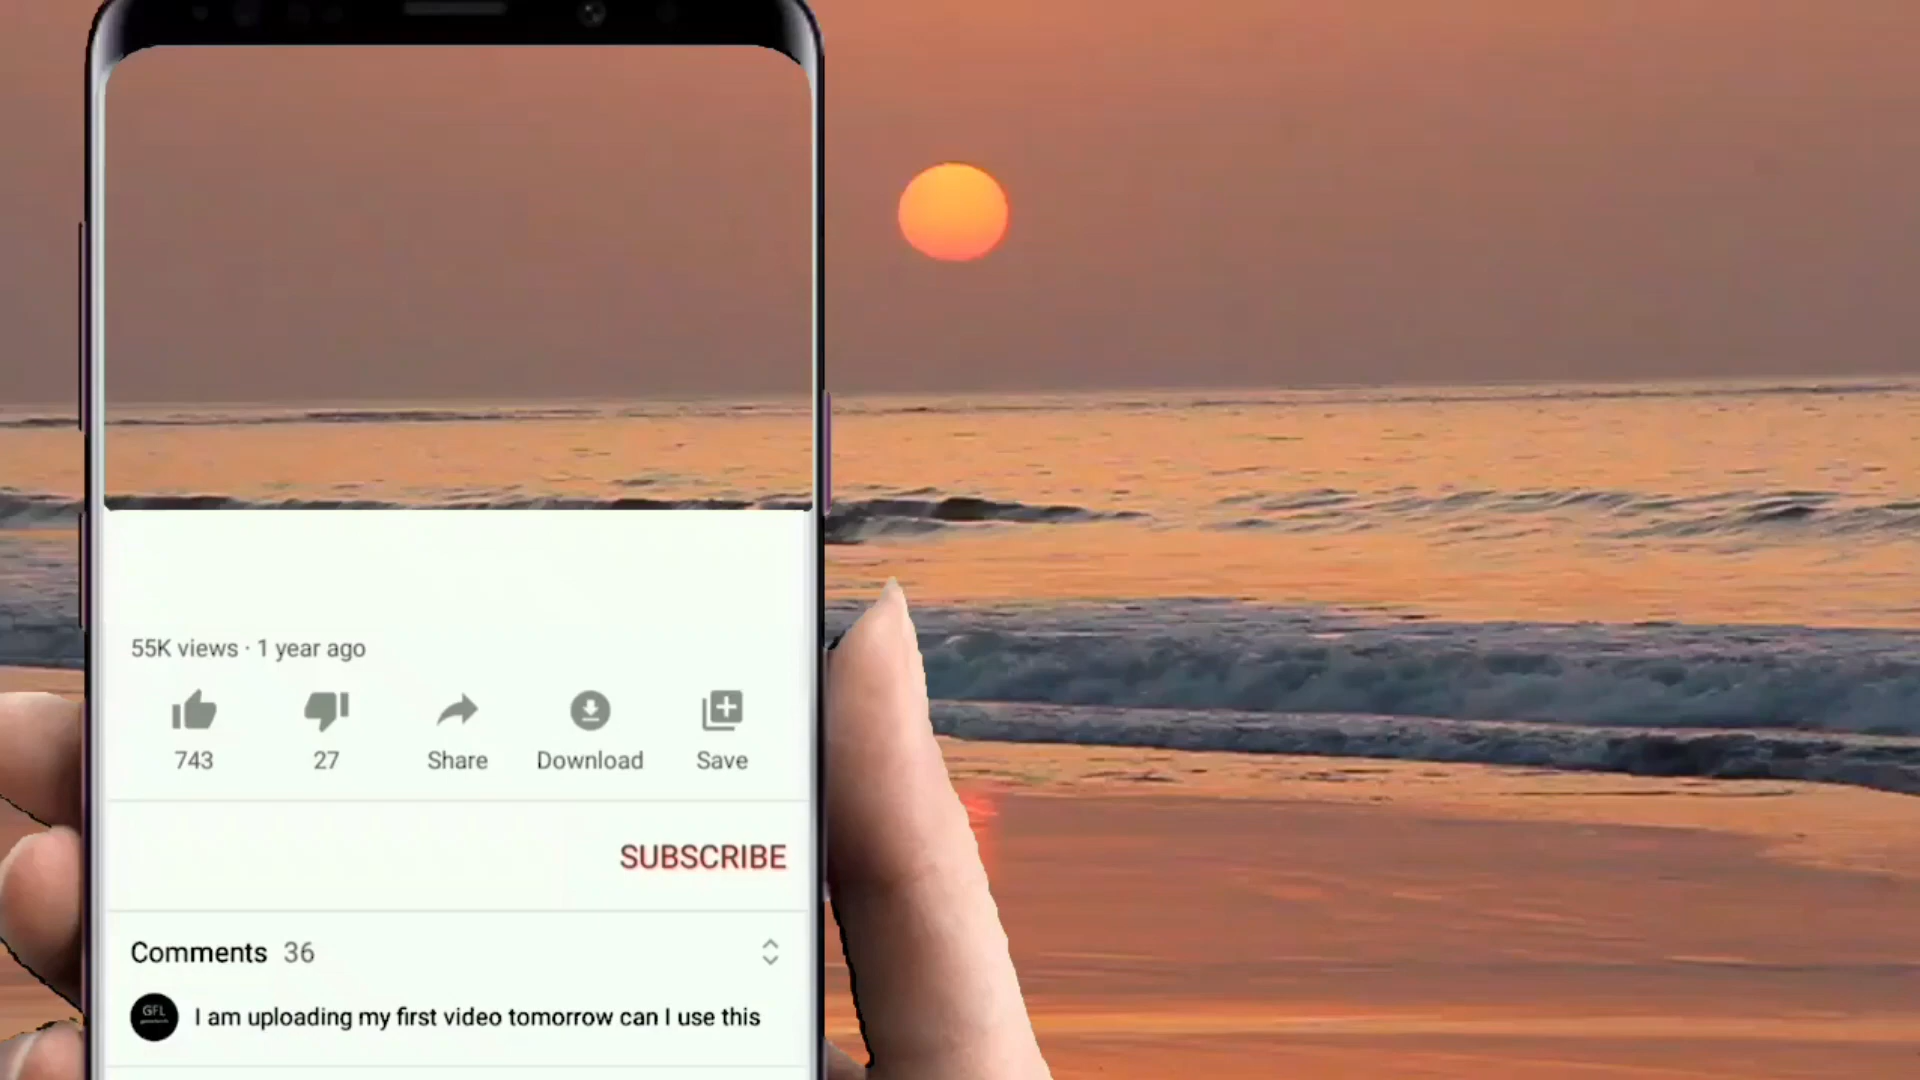 55K views · 1 year ago
743
27
Share
Download
Save
SUBSCRIBE
Comments 36
GFL
I am uploading my first video tomorrow can I use this